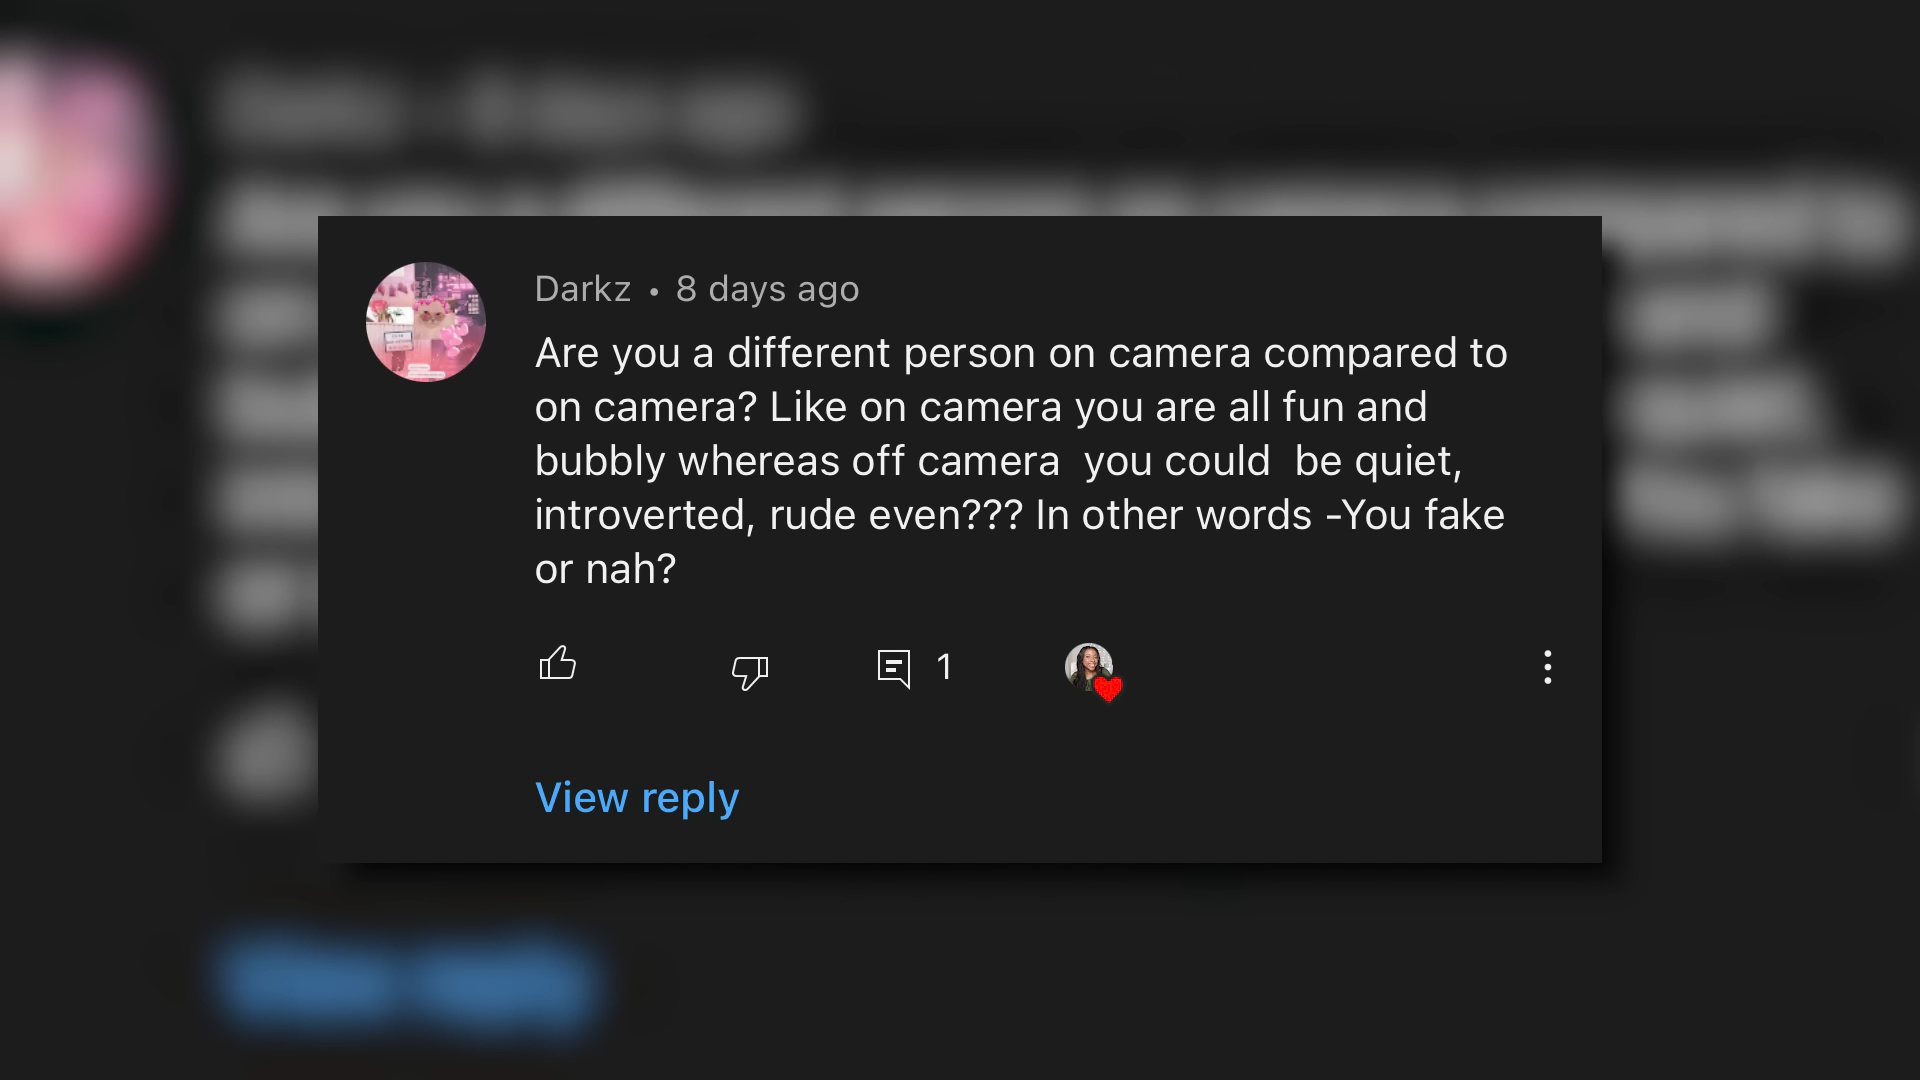 Darkz • 8 days ago
Are you a different person on camera compared to
on camera? Like on camera you are all fun and
bubbly whereas off camera  you could  be quiet,
introverted, rude even??? In other words -You fake
or nah?
1
View reply